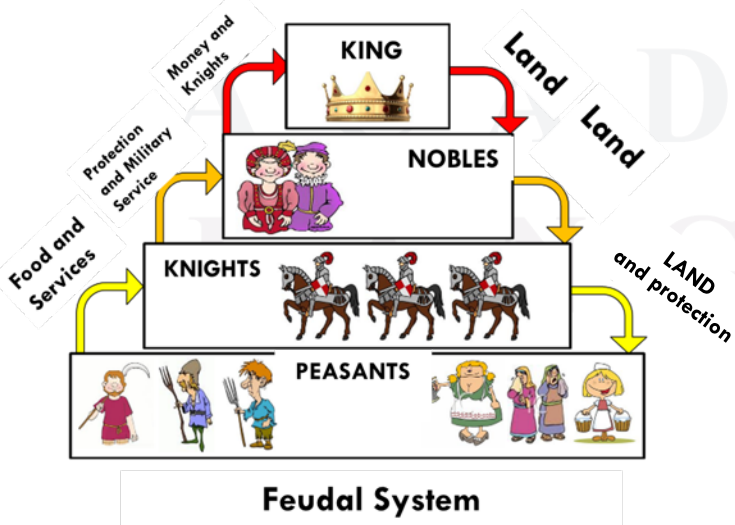 Money and
Knights
KING
Land
Protection
and Military
Service
NOBLES
Land
Food and
Services
KNIGHTS
LAND
and protection
PEASANTS
Feudal System